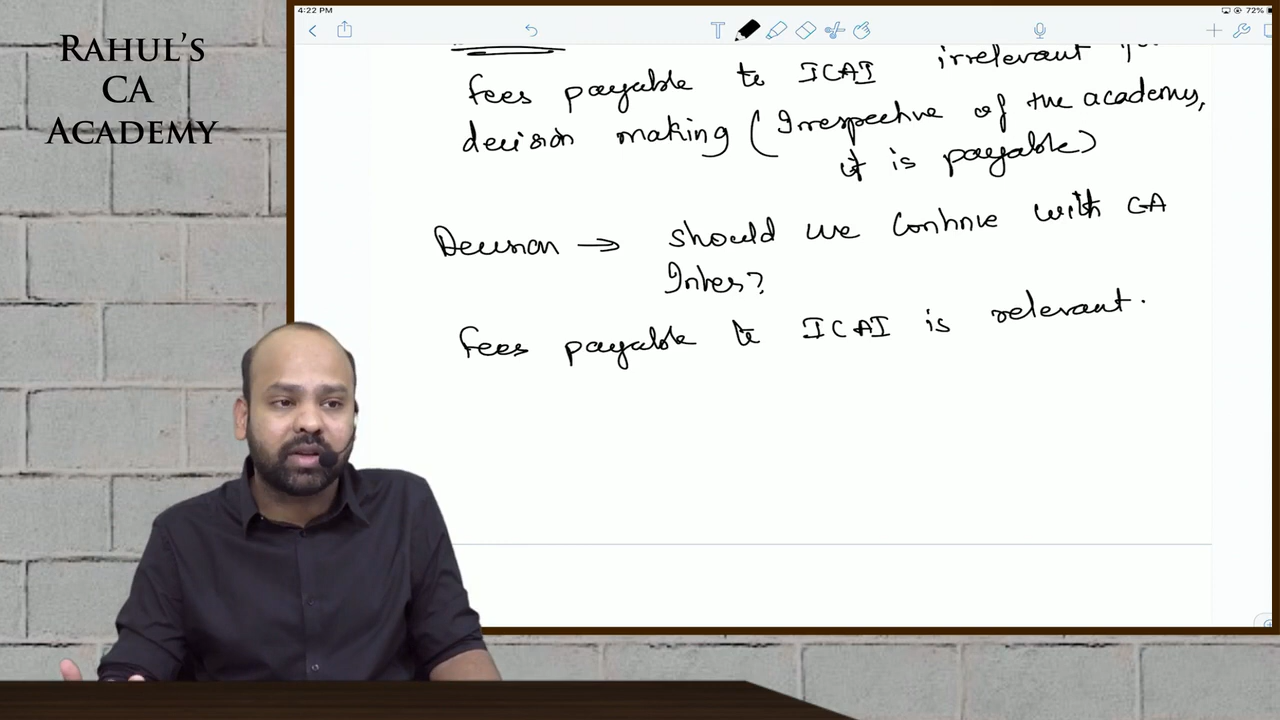 RAHUL'S
CA
ACADEMY
4:22 PM
72%
T
fees payable to ICAI irrelevant for
decision making (Irrespective of the academy,
it is payable)
Decision → should we continue with CA
Inter?
Fees payable to ICAI is relevant.